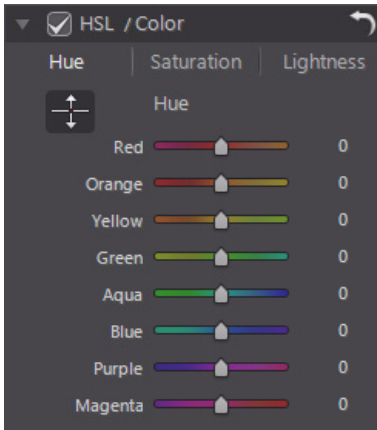 HSL / Color
Hue Saturation Lightness
Hue
Red 0
Orange 0
Yellow 0
Green 0
Aqua 0
Blue 0
Purple 0
Magenta 0